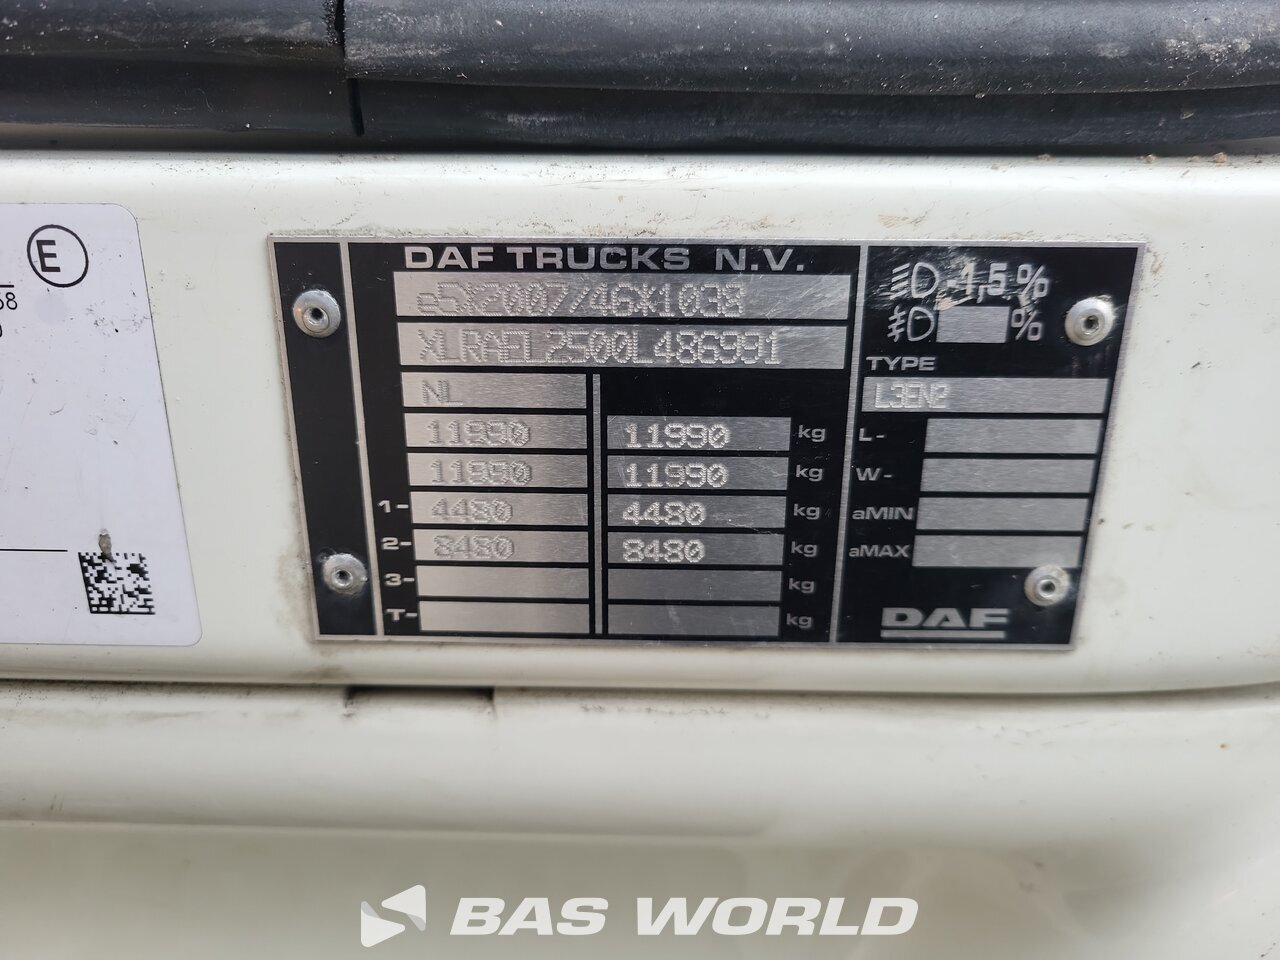 E
68
DAF TRUCKS N.V.
e5*2007/46*1038
XLRAEL2500L486991
NL
11990 11990 kg
11990 11990 kg
1- 4480 4480 kg
2- 8480 8480 kg
3- kg
T- kg
-1,5%
%
TYPE
L3EN2
L-
W-
aMIN
aMAX
DAF
BAS WORLD